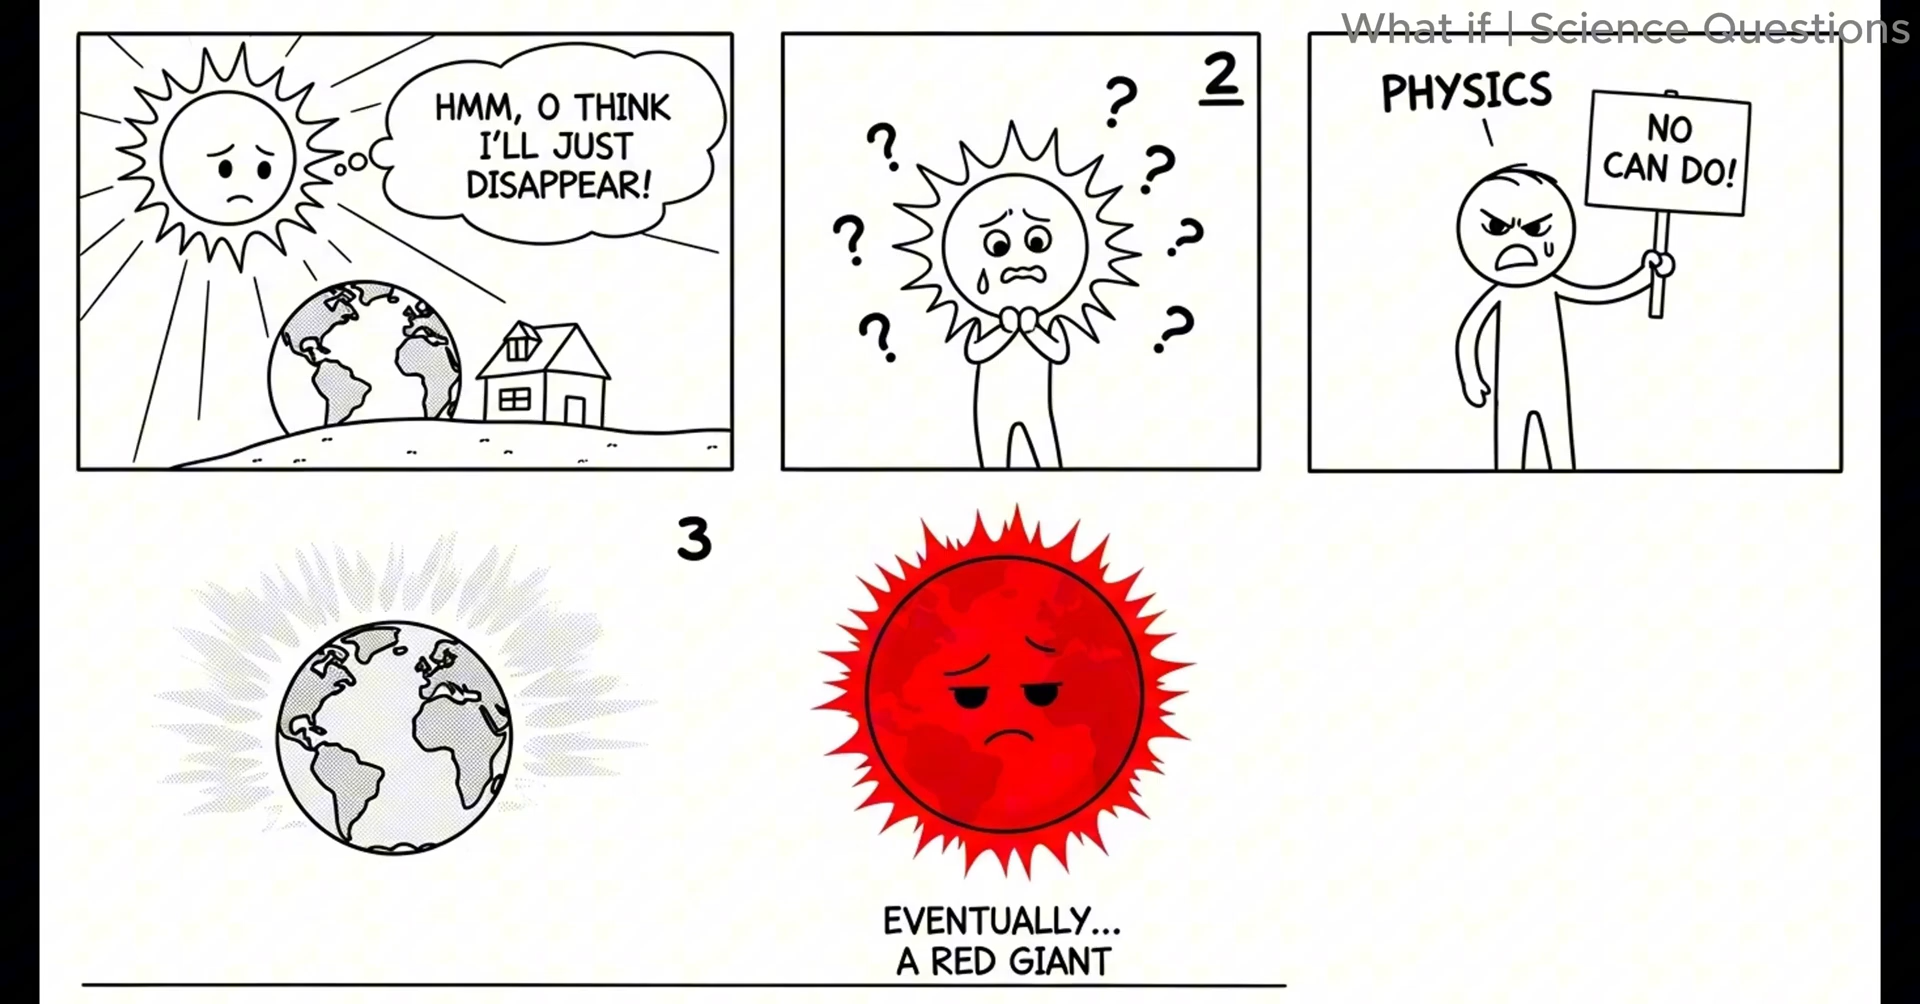 What if | Science Questions
HMM, O THINK
I'LL JUST
DISAPPEAR!
2
?
?
?
?
?
?
?
PHYSICS
NO
CAN DO!
3
EVENTUALLY...
A RED GIANT